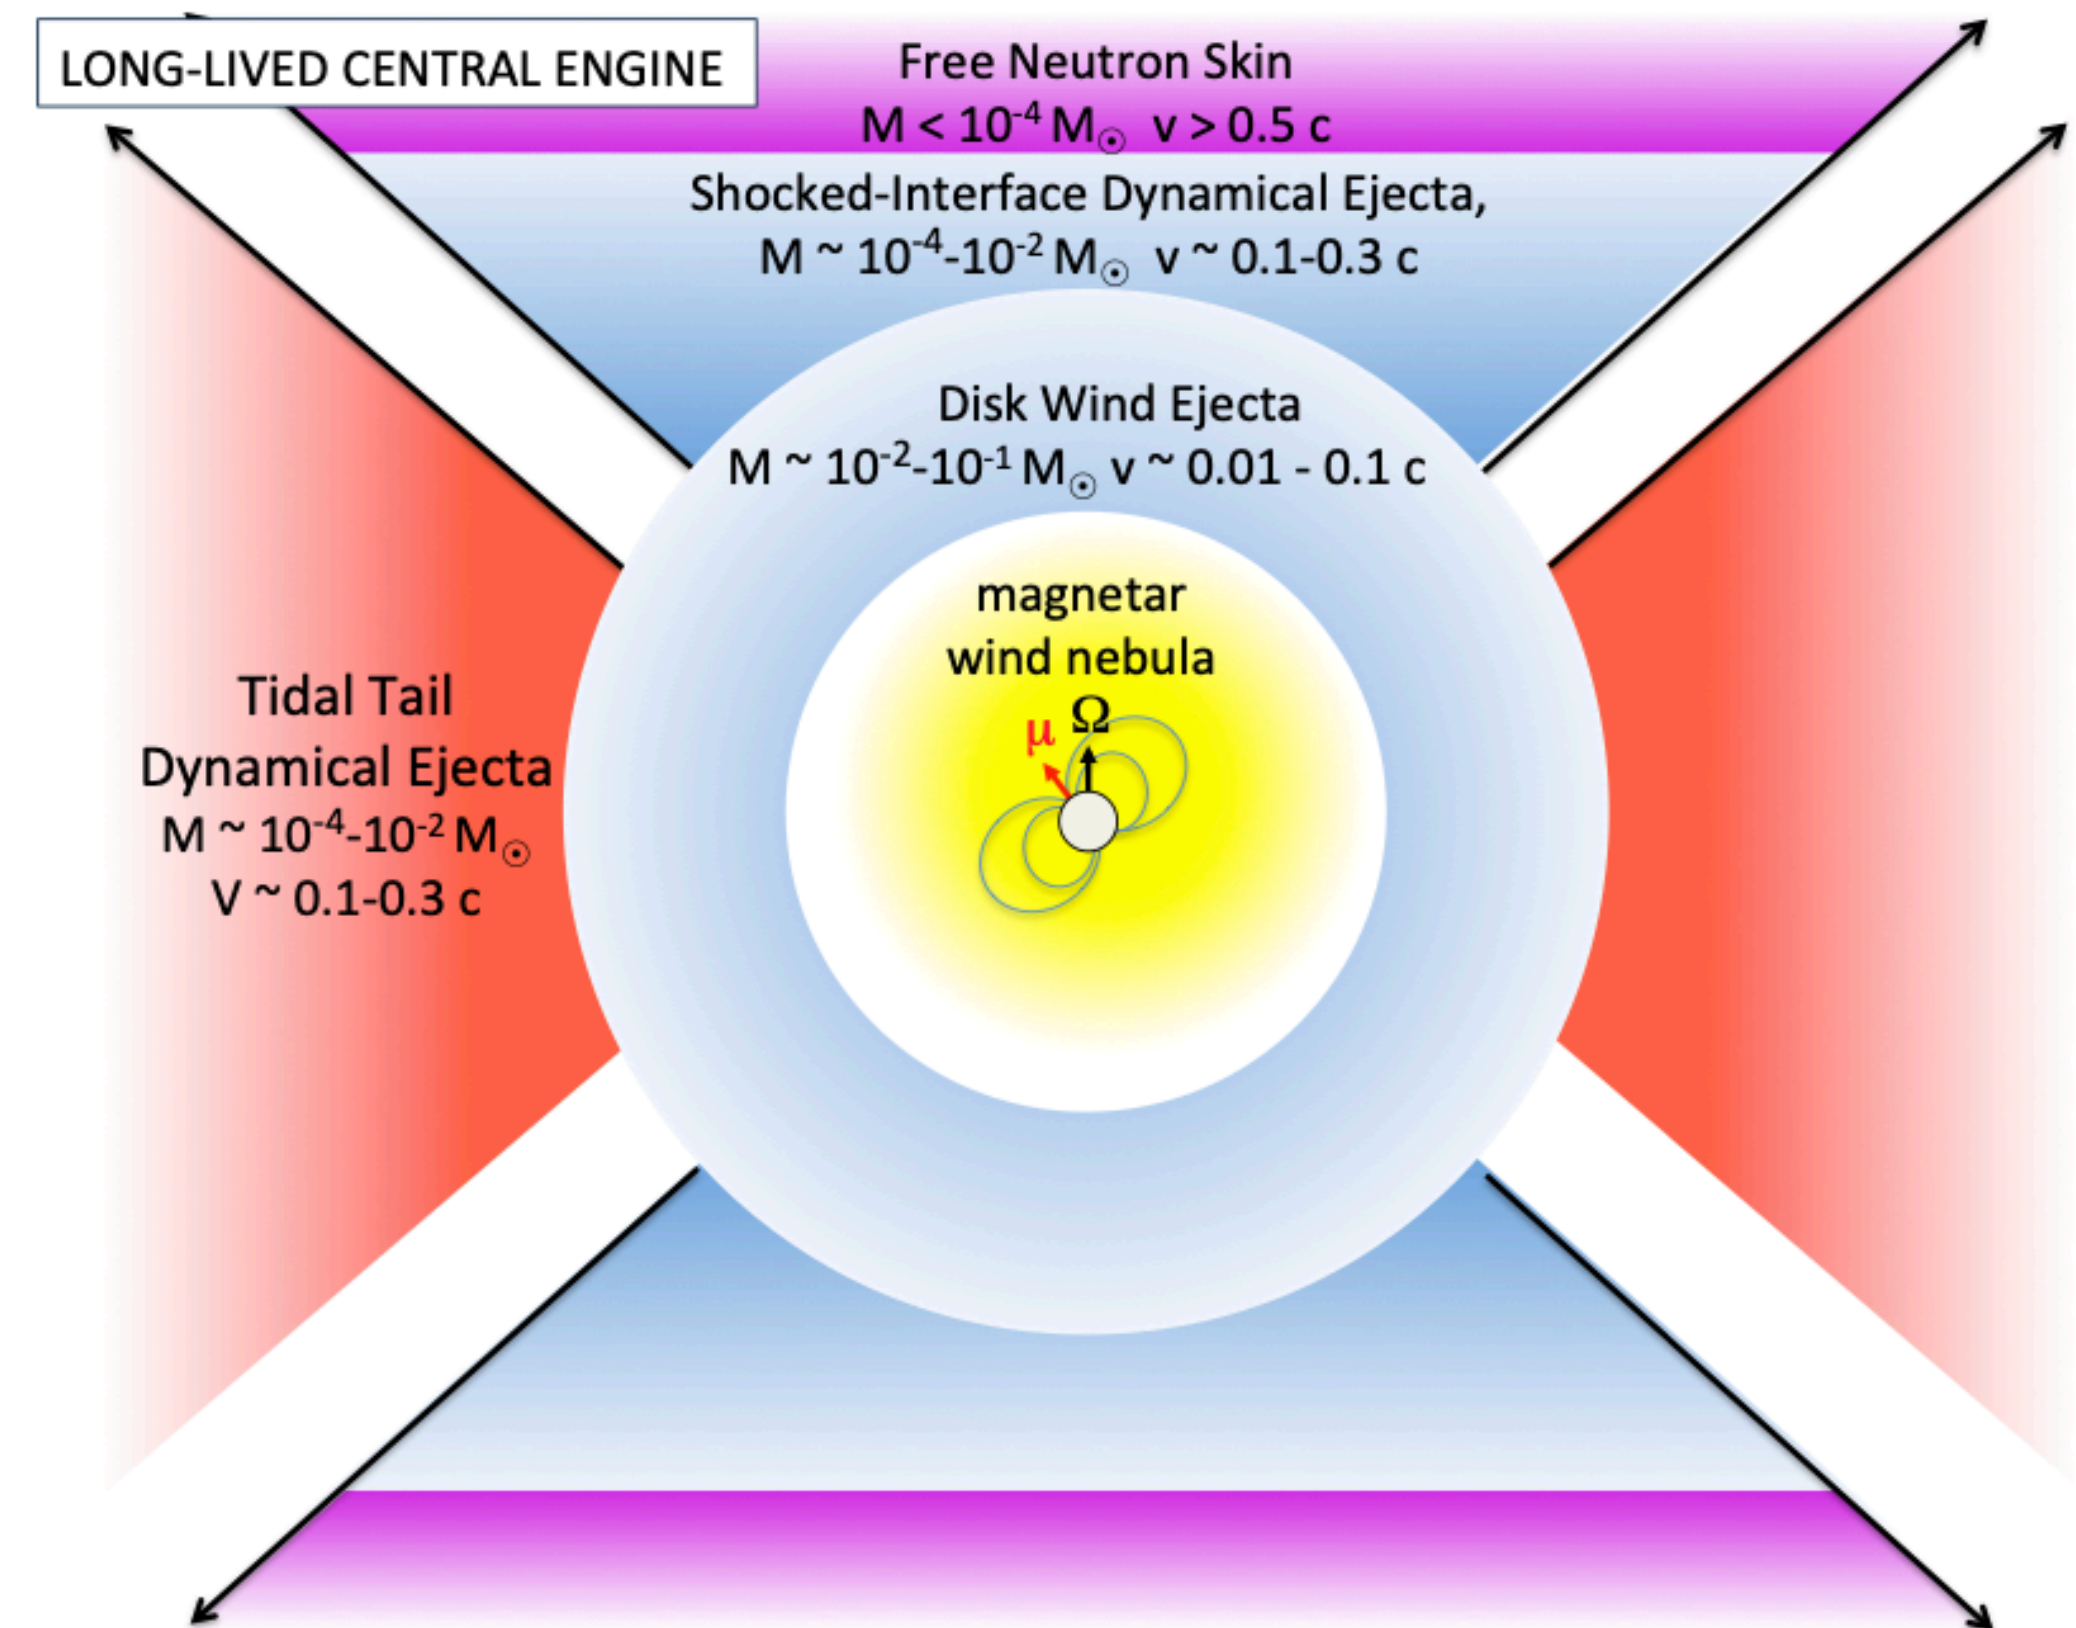 LONG-LIVED CENTRAL ENGINE
Free Neutron Skin
M < 10⁻⁴ M☉ v > 0.5 c
Shocked-Interface Dynamical Ejecta,
M ~ 10⁻⁴-10⁻² M☉ v ~ 0.1-0.3 c
Disk Wind Ejecta
M ~ 10⁻²-10⁻¹ M☉ v ~ 0.01 - 0.1 c
magnetar
wind nebula
μ Ω
Tidal Tail
Dynamical Ejecta
M ~ 10⁻⁴-10⁻² M☉
V ~ 0.1-0.3 c